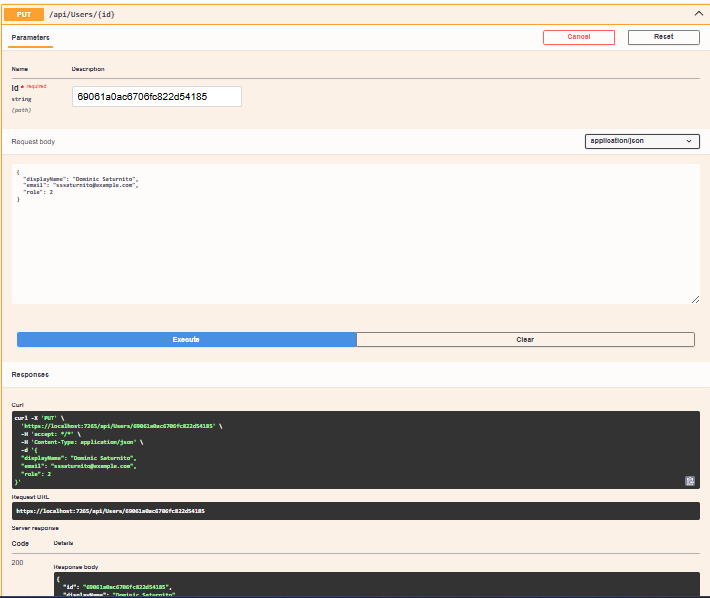 PUT /api/Users/{id}
Parameters
Cancel
Reset
Name Description
id * required
string
(path)
69061a0ac6706fc822d54185
Request body
application/json
{
"displayName": "Dominic Saturnito",
"email": "sssaturnito@example.com",
"role": 2
}
Execute
Clear
Responses
Curl
curl -X 'PUT' \
'https://localhost:7265/api/Users/69061a0ac6706fc822d54185' \
-H 'accept: */*' \
-H 'Content-Type: application/json' \
-d '{
"displayName": "Dominic Saturnito",
"email": "sssaturnito@example.com",
"role": 2
}'
Request URL
https://localhost:7265/api/Users/69061a0ac6706fc822d54185
Server response
Code Details
200
Response body
{
"id": "69061a0ac6706fc822d54185",
"displayName": "Dominic Saturnito",